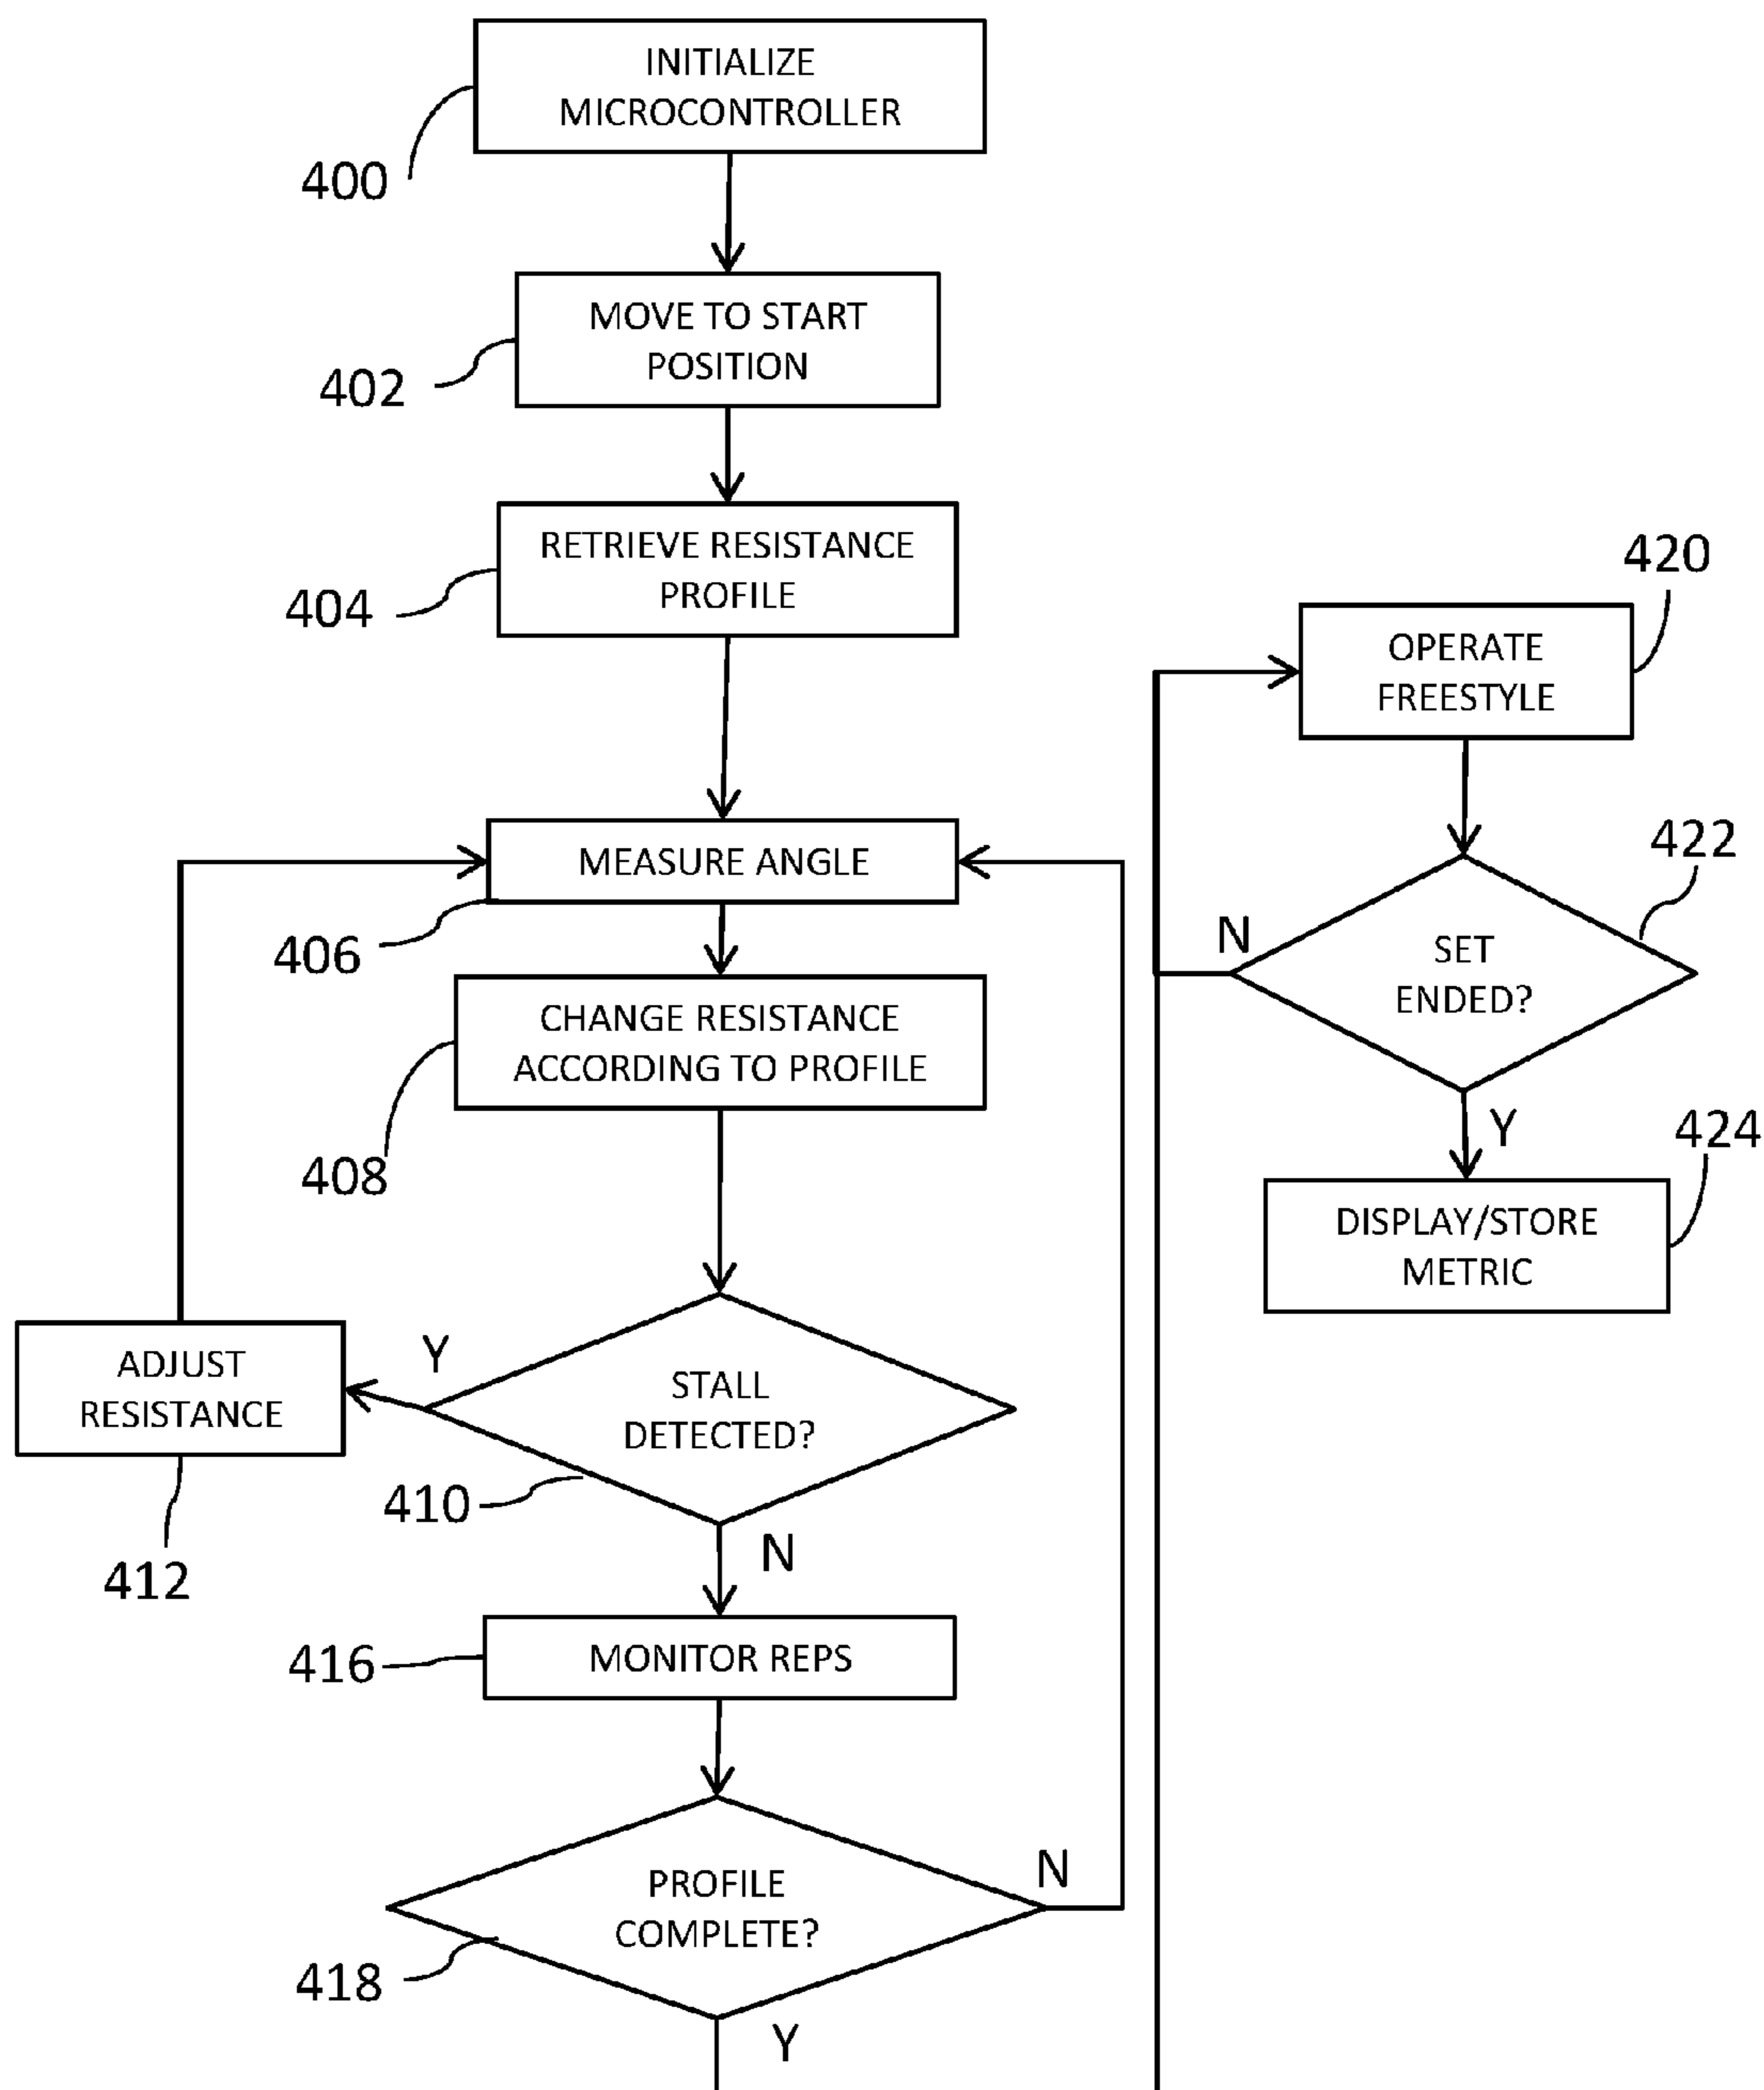 INITIALIZE
MICROCONTROLLER
400
MOVE TO START
POSITION
402
RETRIEVE RESISTANCE
PROFILE
404
MEASURE ANGLE
406
CHANGE RESISTANCE
ACCORDING TO PROFILE
408
STALL
DETECTED?
410
Y
ADJUST
RESISTANCE
412
N
MONITOR REPS
416
PROFILE
COMPLETE?
418
N
Y
420
OPERATE
FREESTYLE
422
SET
ENDED?
N
Y
424
DISPLAY/STORE
METRIC